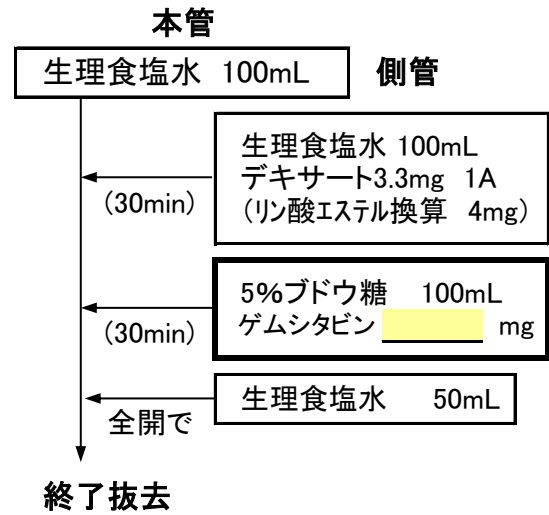 本管
生理食塩水 100mL
側管
生理食塩水 100mL
デキサート3.3mg 1A
（リン酸エステル換算 4mg）
（30min）
5%ブドウ糖 100mL
ゲムシタビン mg
（30min）
生理食塩水 50mL
全開で
終了抜去